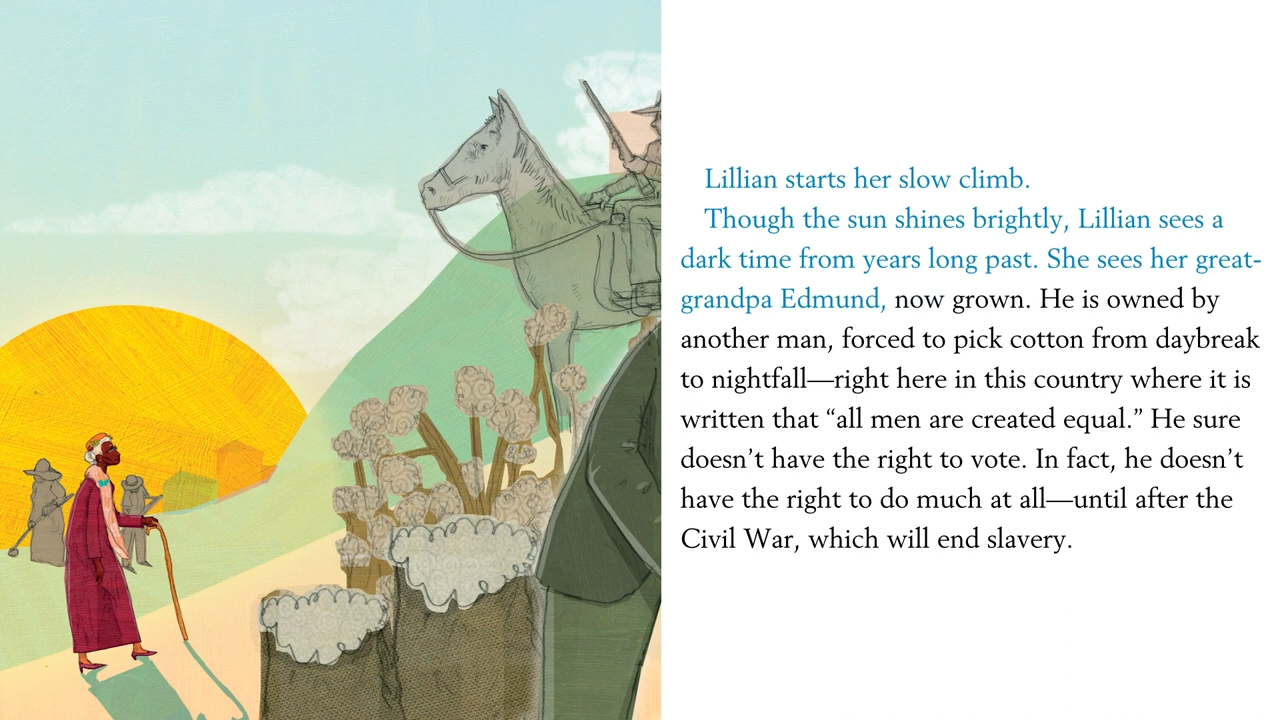 Lillian starts her slow climb.
Though the sun shines brightly, Lillian sees a
dark time from years long past. She sees her great-
grandpa Edmund, now grown. He is owned by
another man, forced to pick cotton from daybreak
to nightfall—right here in this country where it is
written that “all men are created equal.” He sure
doesn’t have the right to vote. In fact, he doesn’t
have the right to do much at all—until after the
Civil War, which will end slavery.